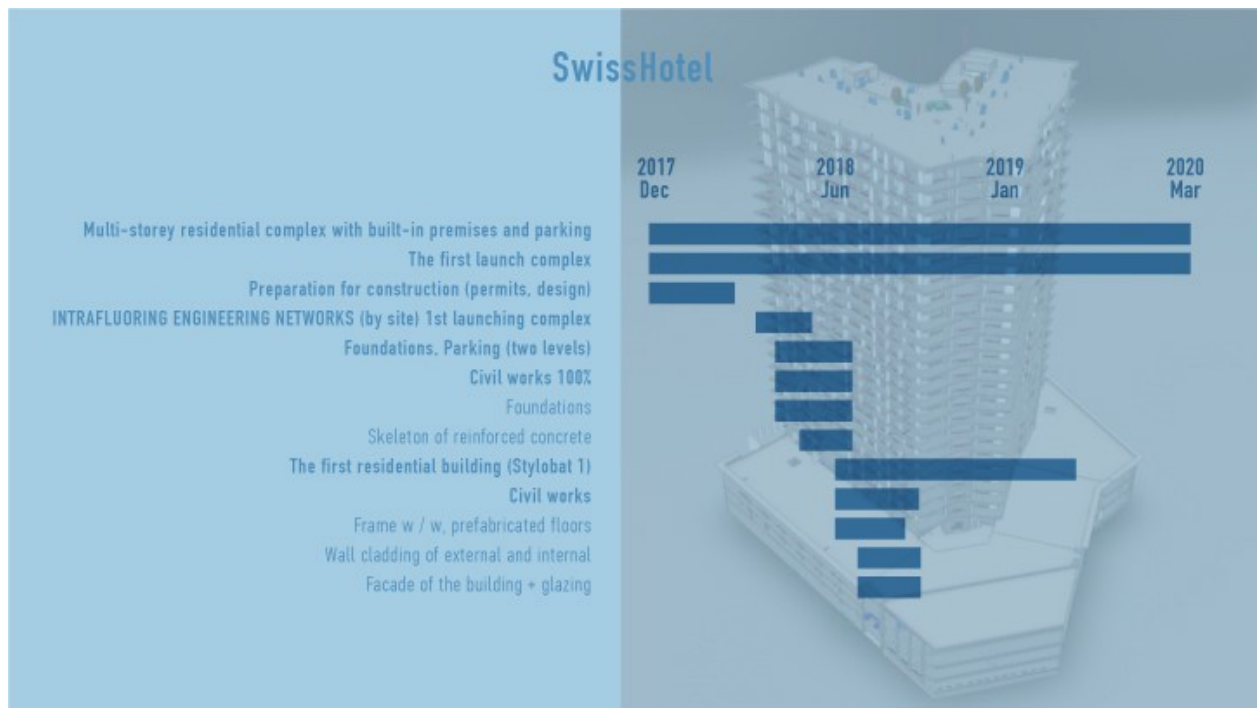 SwissHotel
2017 2018 2019 2020
Dec Jun Jan Mar
Multi-storey residential complex with built-in premises and parking
The first launch complex
Preparation for construction (permits, design)
INTRAFLUORING ENGINEERING NETWORKS (by site) 1st launching complex
Foundations, Parking (two levels)
Civil works 100%
Foundations
Skeleton of reinforced concrete
The first residential building (Stylobat 1)
Civil works
Frame w / w, prefabricated floors
Wall cladding of external and internal
Facade of the building + glazing